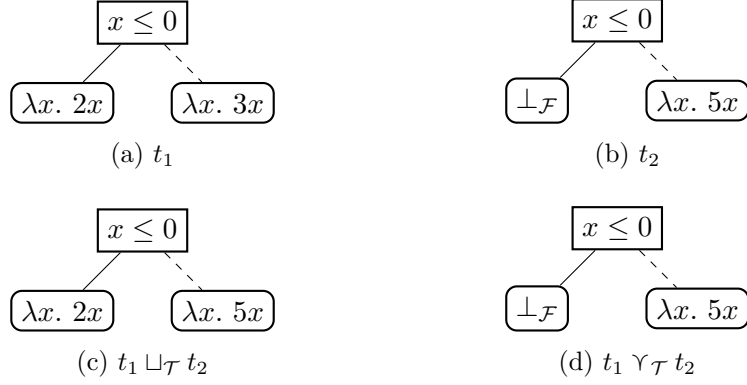 x ≤ 0
λx. 2x
λx. 3x
(a) t₁
x ≤ 0
⊥_𝓕
λx. 5x
(b) t₂
x ≤ 0
λx. 2x
λx. 5x
(c) t₁ ⊔_𝒯 t₂
x ≤ 0
⊥_𝓕
λx. 5x
(d) t₁ ⋎_𝒯 t₂